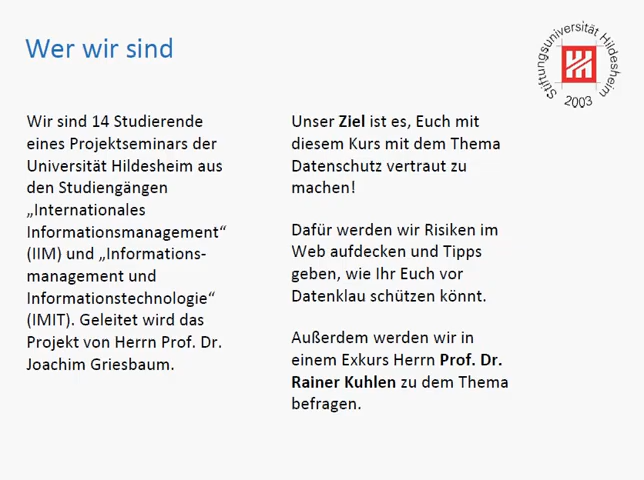 Wer wir sind
Stiftungsuniversität Hildesheim
2003
Wir sind 14 Studierende
eines Projektseminars der
Universität Hildesheim aus
den Studiengängen
„Internationales
Informationsmanagement“
(IIM) und „Informations-
management und
Informationstechnologie“
(IMIT). Geleitet wird das
Projekt von Herrn Prof. Dr.
Joachim Griesbaum.
Unser Ziel ist es, Euch mit
diesem Kurs mit dem Thema
Datenschutz vertraut zu
machen!
Dafür werden wir Risiken im
Web aufdecken und Tipps
geben, wie Ihr Euch vor
Datenklau schützen könnt.
Außerdem werden wir in
einem Exkurs Herrn Prof. Dr.
Rainer Kuhlen zu dem Thema
befragen.